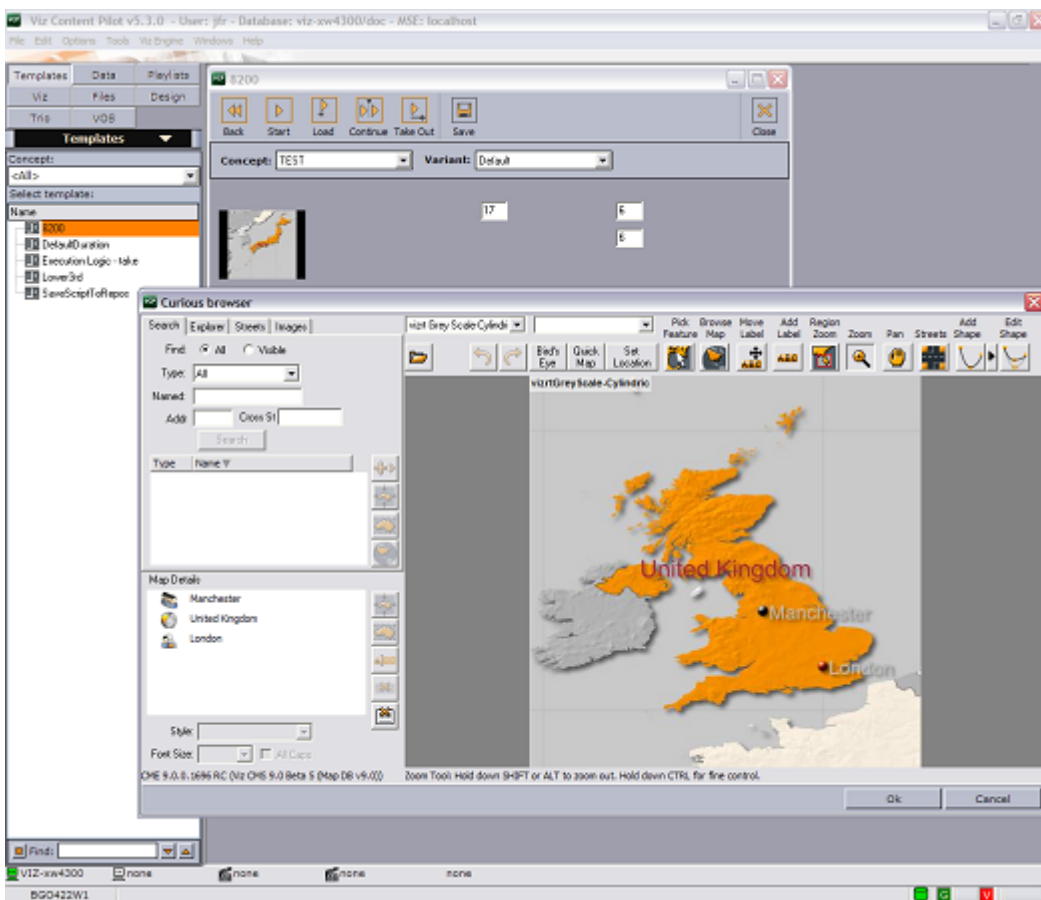 Viz Content Pilot v5.3.0 - User: jfr - Database: viz-xw4300/doc - MSE: localhost
File Edit Options Tools Viz Engine Windows Help
Templates Data Playlists
Viz Files Design
Trio VOB
Templates
Concept:
<All>
Select template:
Name
8200
DefaultDuration
Execution Logic - take
Lower3rd
SaveScriptToRepos
8200
Back Start Load Continue Take Out Save Close
Concept: TEST Variant: Default
17 6
6
Curious browser
Search Explorer Streets Images
Find: All Visible
Type: All
Named:
Addr Cross St
Search
Type Name
vizrt Grey Scale-Cylindri
Pick Feature Browse Map Move Label Add Label Region Zoom Zoom Pan Streets Add Shape Edit Shape
Bird's Eye Quick Map Set Location
ABC ABC
vizrtGreyScale-Cylindric
United Kingdom
Manchester
London
Map Details
Manchester
United Kingdom
London
Style:
Font Size: All Caps
CME 9.0.0.1696 RC (Viz CMS 9.0 Beta 5 (Map DB v9.0)) Zoom Tool: Hold down SHIFT or ALT to zoom out. Hold down CTRL for fine control.
Ok Cancel
Find:
VIZ-xw4300 none none none none
BGO422W1 G V